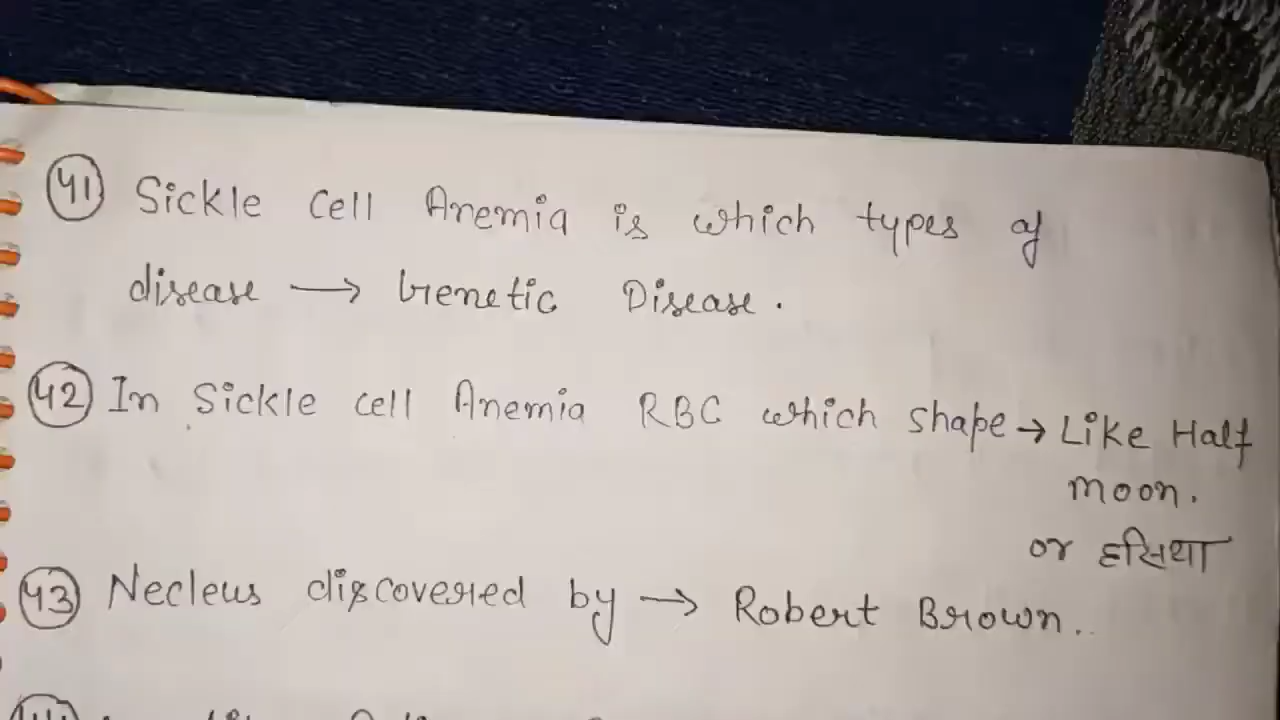 41 Sickle cell Anemia is which types of
disease → Genetic Disease.
42 In Sickle cell Anemia RBC which shape → Like Half
moon.
or हसिया
43 Necleus discovered by → Robert Brown..